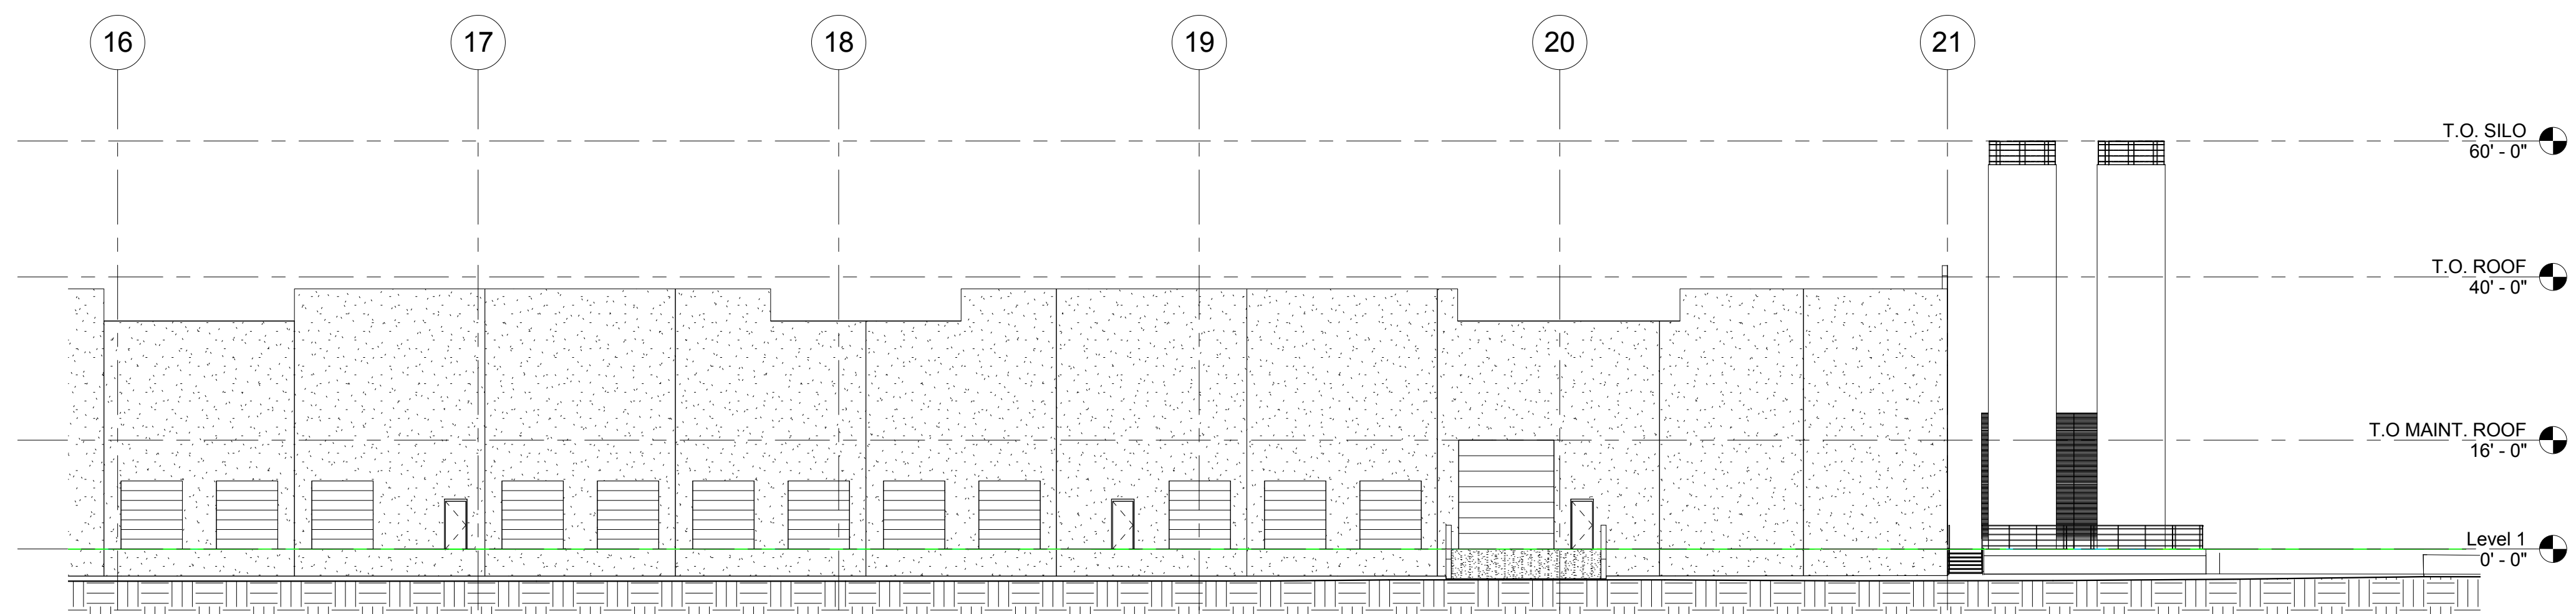 16
17
18
19
20
21
T.O. SILO
60' - 0"
T.O. ROOF
40' - 0"
T.O MAINT. ROOF
16' - 0"
Level 1
0' - 0"